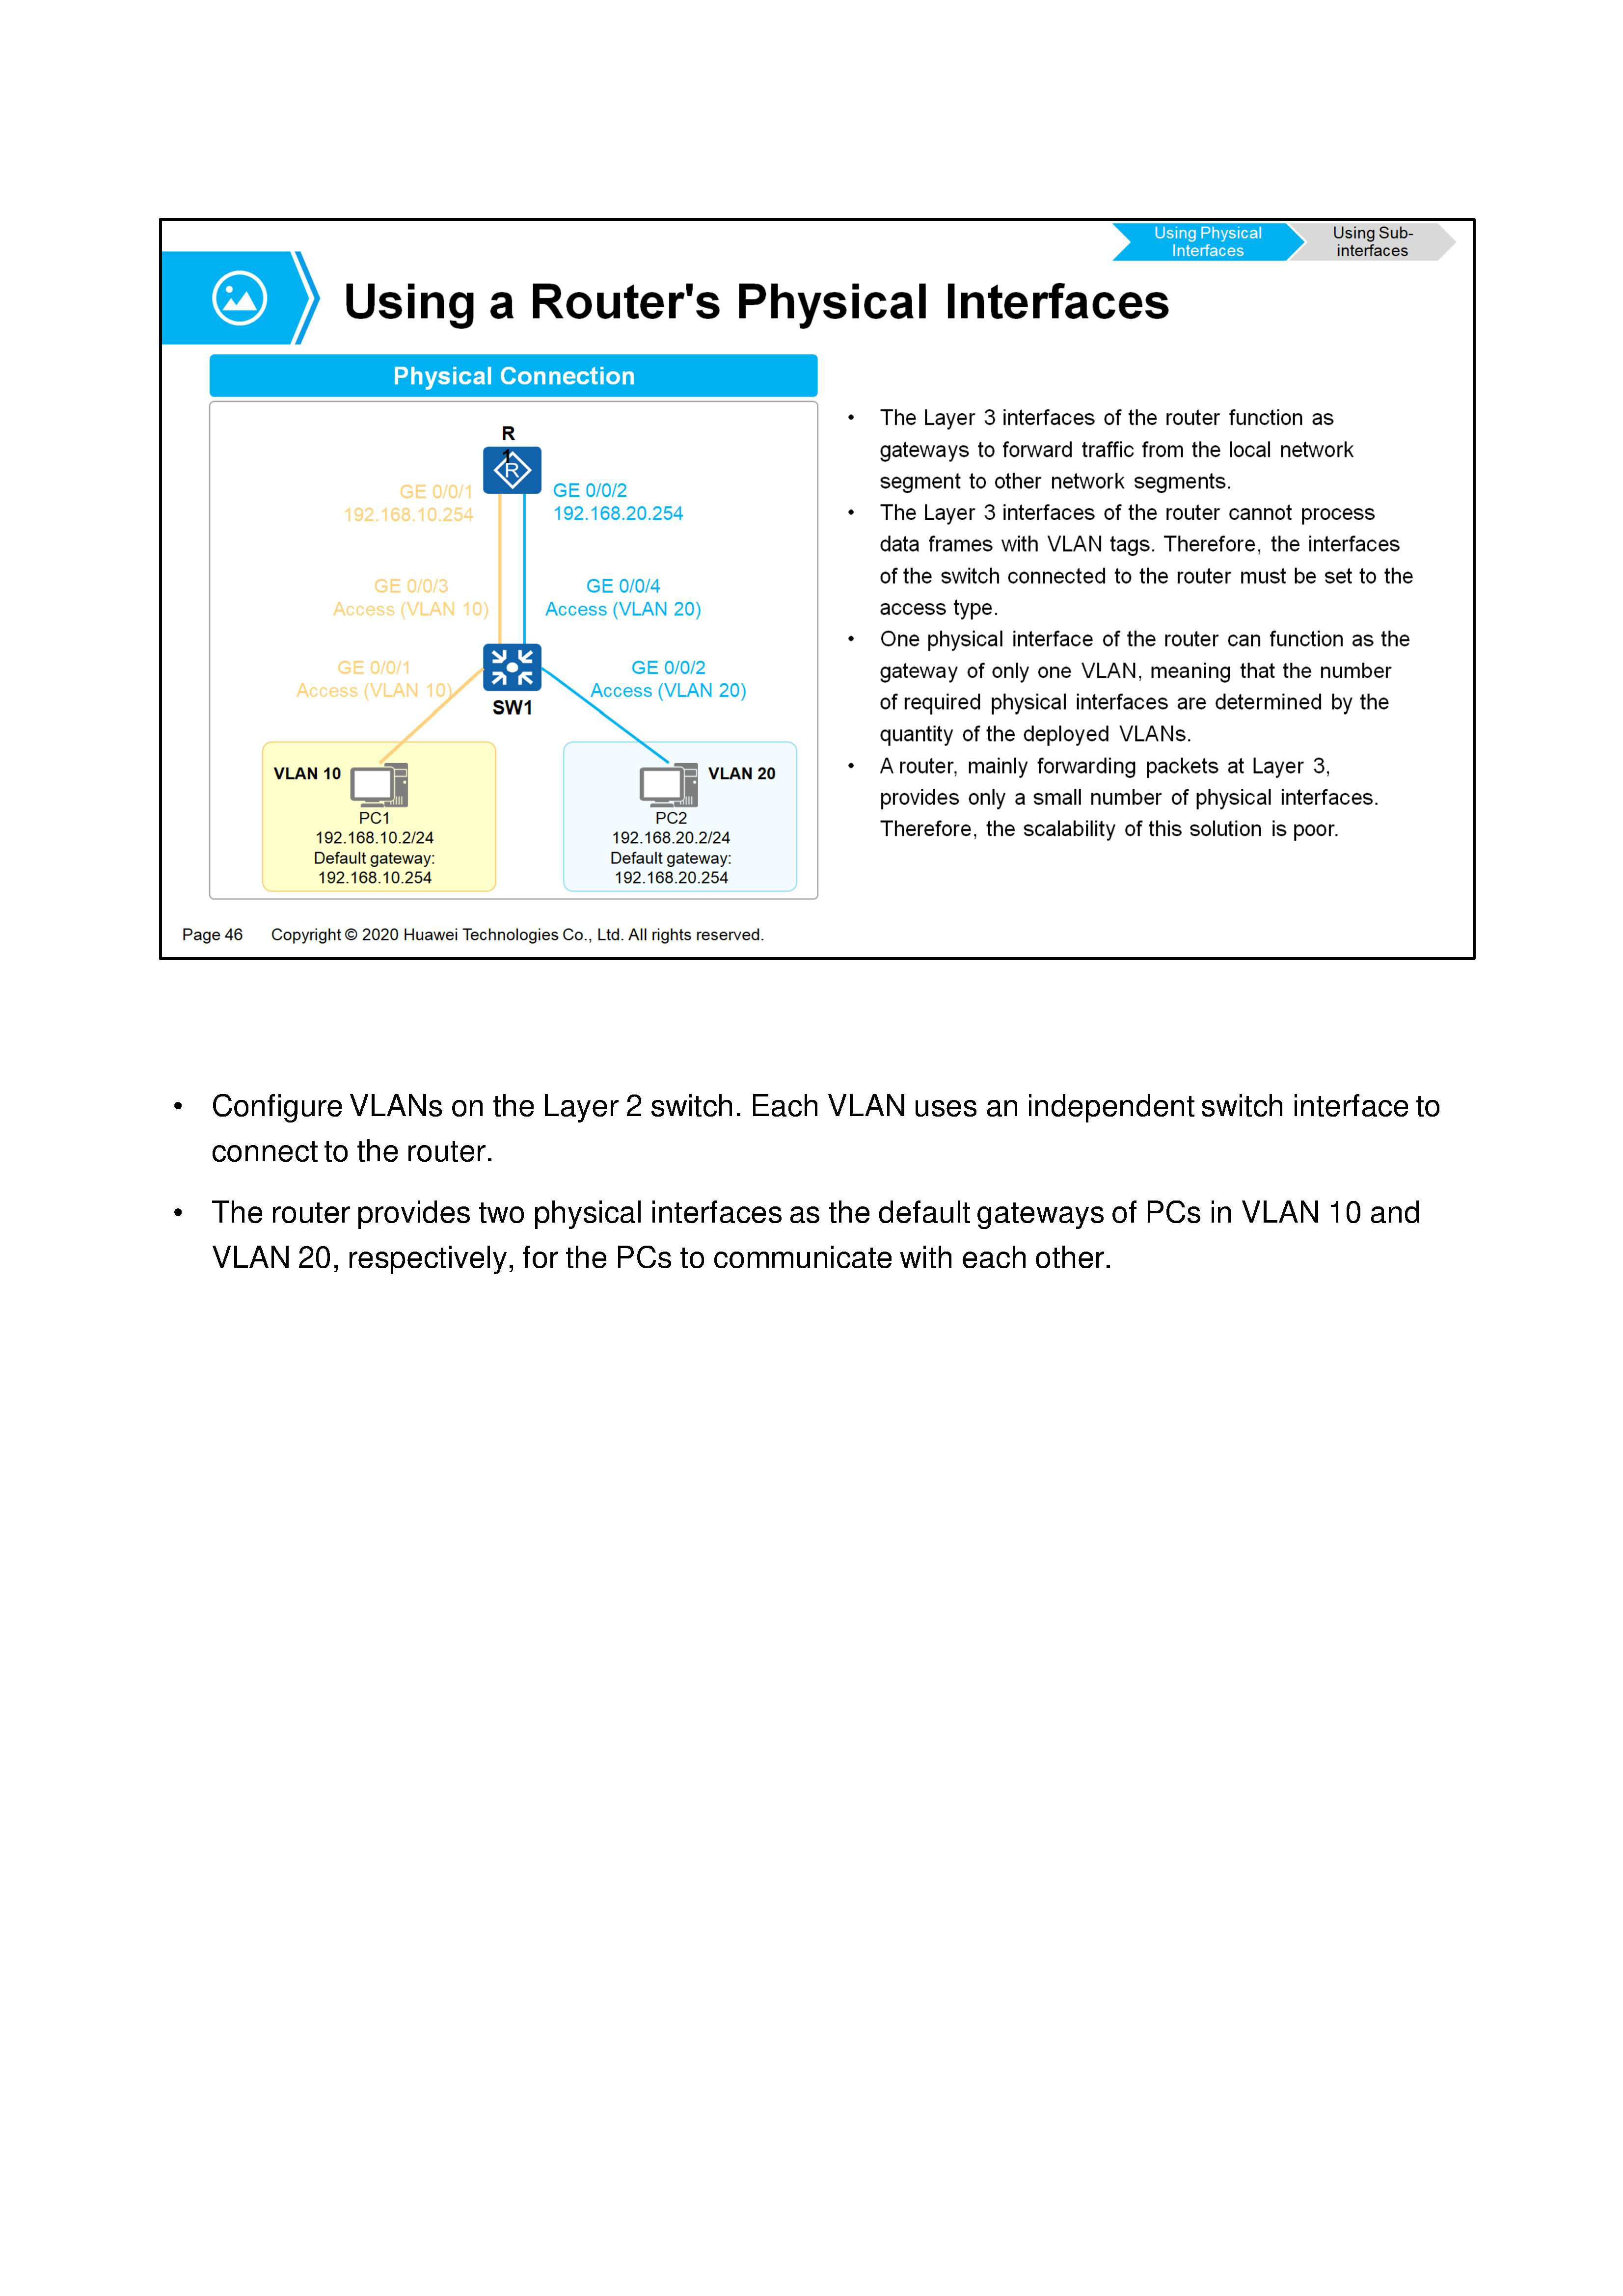 Using Physical
Interfaces
Using Sub-
interfaces
Using a Router's Physical Interfaces
Physical Connection
R
1
R
GE 0/0/1
192.168.10.254
GE 0/0/2
192.168.20.254
GE 0/0/3
Access (VLAN 10)
GE 0/0/4
Access (VLAN 20)
GE 0/0/1
Access (VLAN 10)
GE 0/0/2
Access (VLAN 20)
SW1
VLAN 10
PC1
192.168.10.2/24
Default gateway:
192.168.10.254
VLAN 20
PC2
192.168.20.2/24
Default gateway:
192.168.20.254
• The Layer 3 interfaces of the router function as
gateways to forward traffic from the local network
segment to other network segments.
• The Layer 3 interfaces of the router cannot process
data frames with VLAN tags. Therefore, the interfaces
of the switch connected to the router must be set to the
access type.
• One physical interface of the router can function as the
gateway of only one VLAN, meaning that the number
of required physical interfaces are determined by the
quantity of the deployed VLANs.
• A router, mainly forwarding packets at Layer 3,
provides only a small number of physical interfaces.
Therefore, the scalability of this solution is poor.
Page 46 Copyright © 2020 Huawei Technologies Co., Ltd. All rights reserved.
• Configure VLANs on the Layer 2 switch. Each VLAN uses an independent switch interface to
connect to the router.
• The router provides two physical interfaces as the default gateways of PCs in VLAN 10 and
VLAN 20, respectively, for the PCs to communicate with each other.